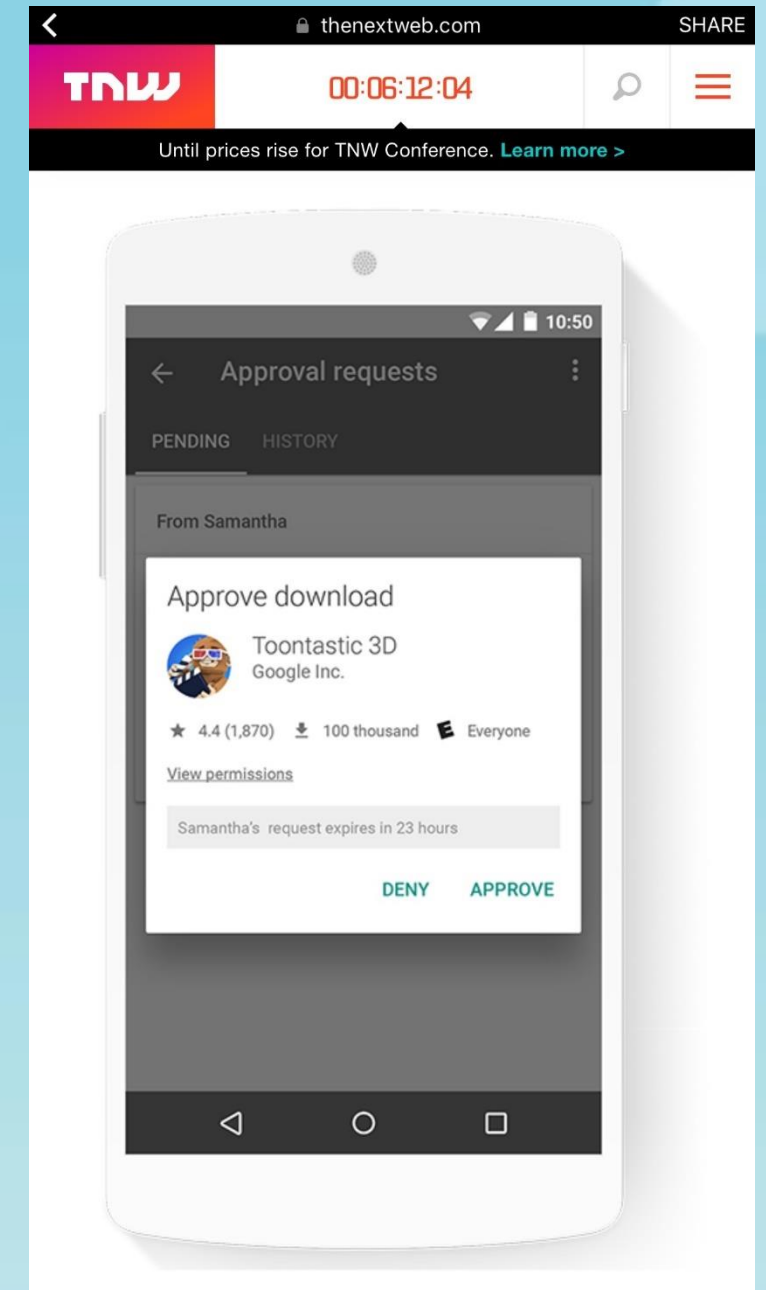 thenextweb.com SHARE
TNW 00:06:12:04
Until prices rise for TNW Conference. Learn more >
10:50
Approval requests
PENDING HISTORY
From Samantha
Approve download
Toontastic 3D
Google Inc.
4.4 (1,870) 100 thousand E Everyone
View permissions
Samantha's request expires in 23 hours
DENY APPROVE